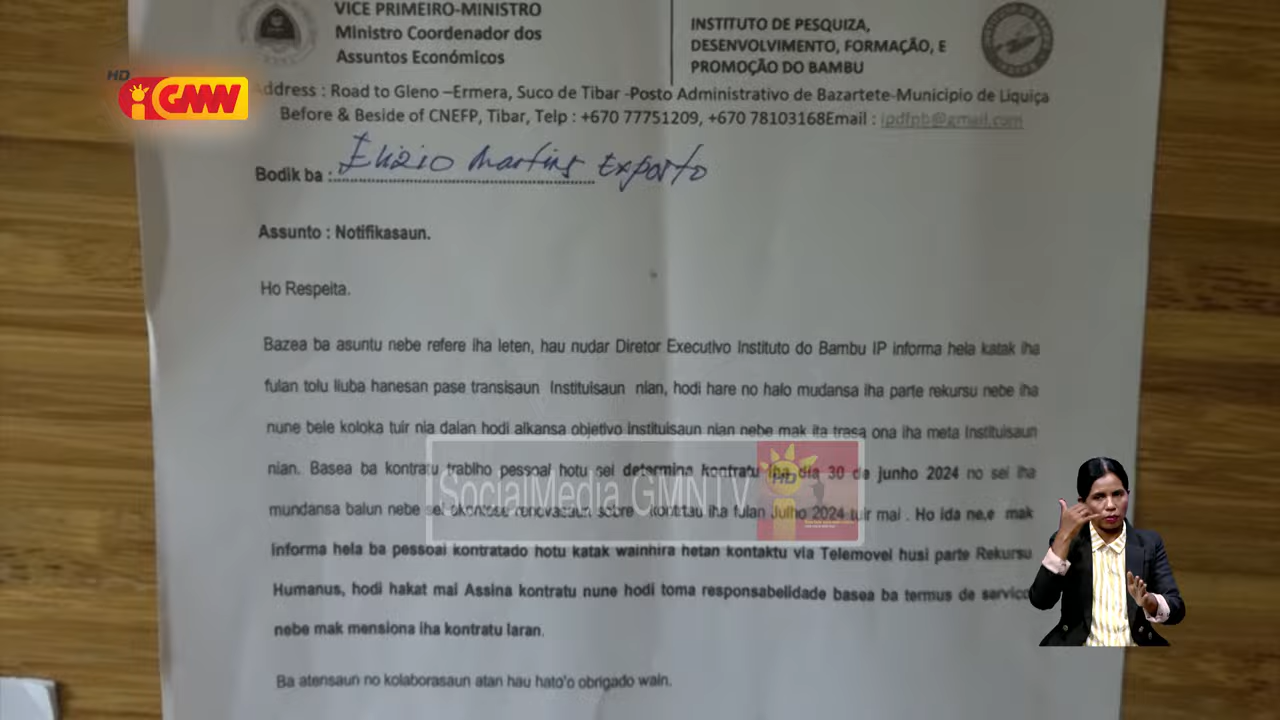 VICE PRIMEIRO-MINISTRO
Ministro Coordenador dos
Assuntos Económicos
INSTITUTO DE PESQUIZA,
DESENVOLVIMENTO, FORMAÇÃO, E
PROMOÇÃO DO BAMBU
HD
GMN
Address : Road to Gleno –Ermera, Suco de Tibar -Posto Administrativo de Bazartete-Municipio de Liquiça
Before & Beside of CNEFP, Tibar, Telp : +670 77751209, +670 78103168Email : ipdfpb@gmail.com
Bodik ba : Elizio Martins Exposto
Assunto : Notifikasaun.
Ho Respeita.
Bazea ba asuntu nebe refere iha leten, hau nudar Diretor Executivo Instituto do Bambu IP informa hela katak iha
fulan tolu liuba hanesan pase transisaun Instituisaun nian, hodi hare no halo mudansa iha parte rekursu nebe iha
nune bele koloka tuir nia dalan hodi alkansa objetivo Instituisaun nian nebe mak ita trasa ona iha meta Instituisaun
nian. Basea ba kontratu trablho pessoal hotu sei determina kontratu iha dia 30 de junho 2024 no sei iha
mundansa balun nebe sei akontese renovasaun sobre kontrtau iha fulan Julho 2024 tuir mai . Ho ida ne,e mak
Informa hela ba pessoal kontratado hotu katak wainhira hetan kontaktu via Telemovel husi parte Rekursu
Humanus, hodi hakat mai Assina kontratu nune hodi toma responsabelidade basea ba termus de servico
nebe mak mensiona iha kontratu laran.
Ba atensaun no kolaborasaun atan hau hato'o obrigado wain.
SocialMedia GMNTV
HD